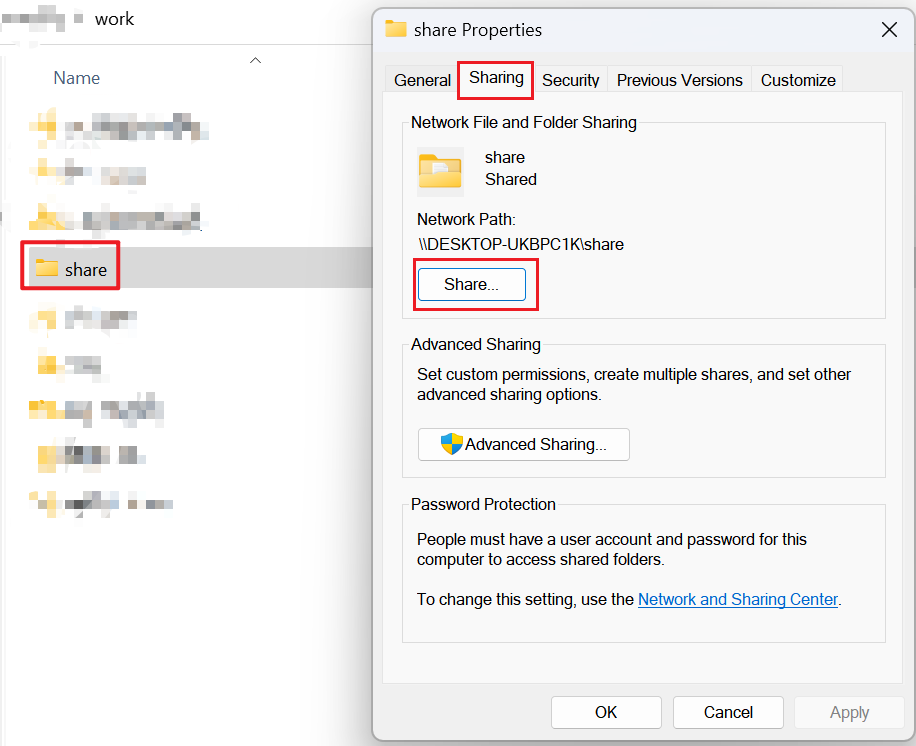 work
Name
share
share Properties
General
Sharing
Security
Previous Versions
Customize
Network File and Folder Sharing
share
Shared
Network Path:
\\DESKTOP-UKBPC1K\share
Share...
Advanced Sharing
Set custom permissions, create multiple shares, and set other
advanced sharing options.
Advanced Sharing...
Password Protection
People must have a user account and password for this
computer to access shared folders.
To change this setting, use the Network and Sharing Center.
OK
Cancel
Apply